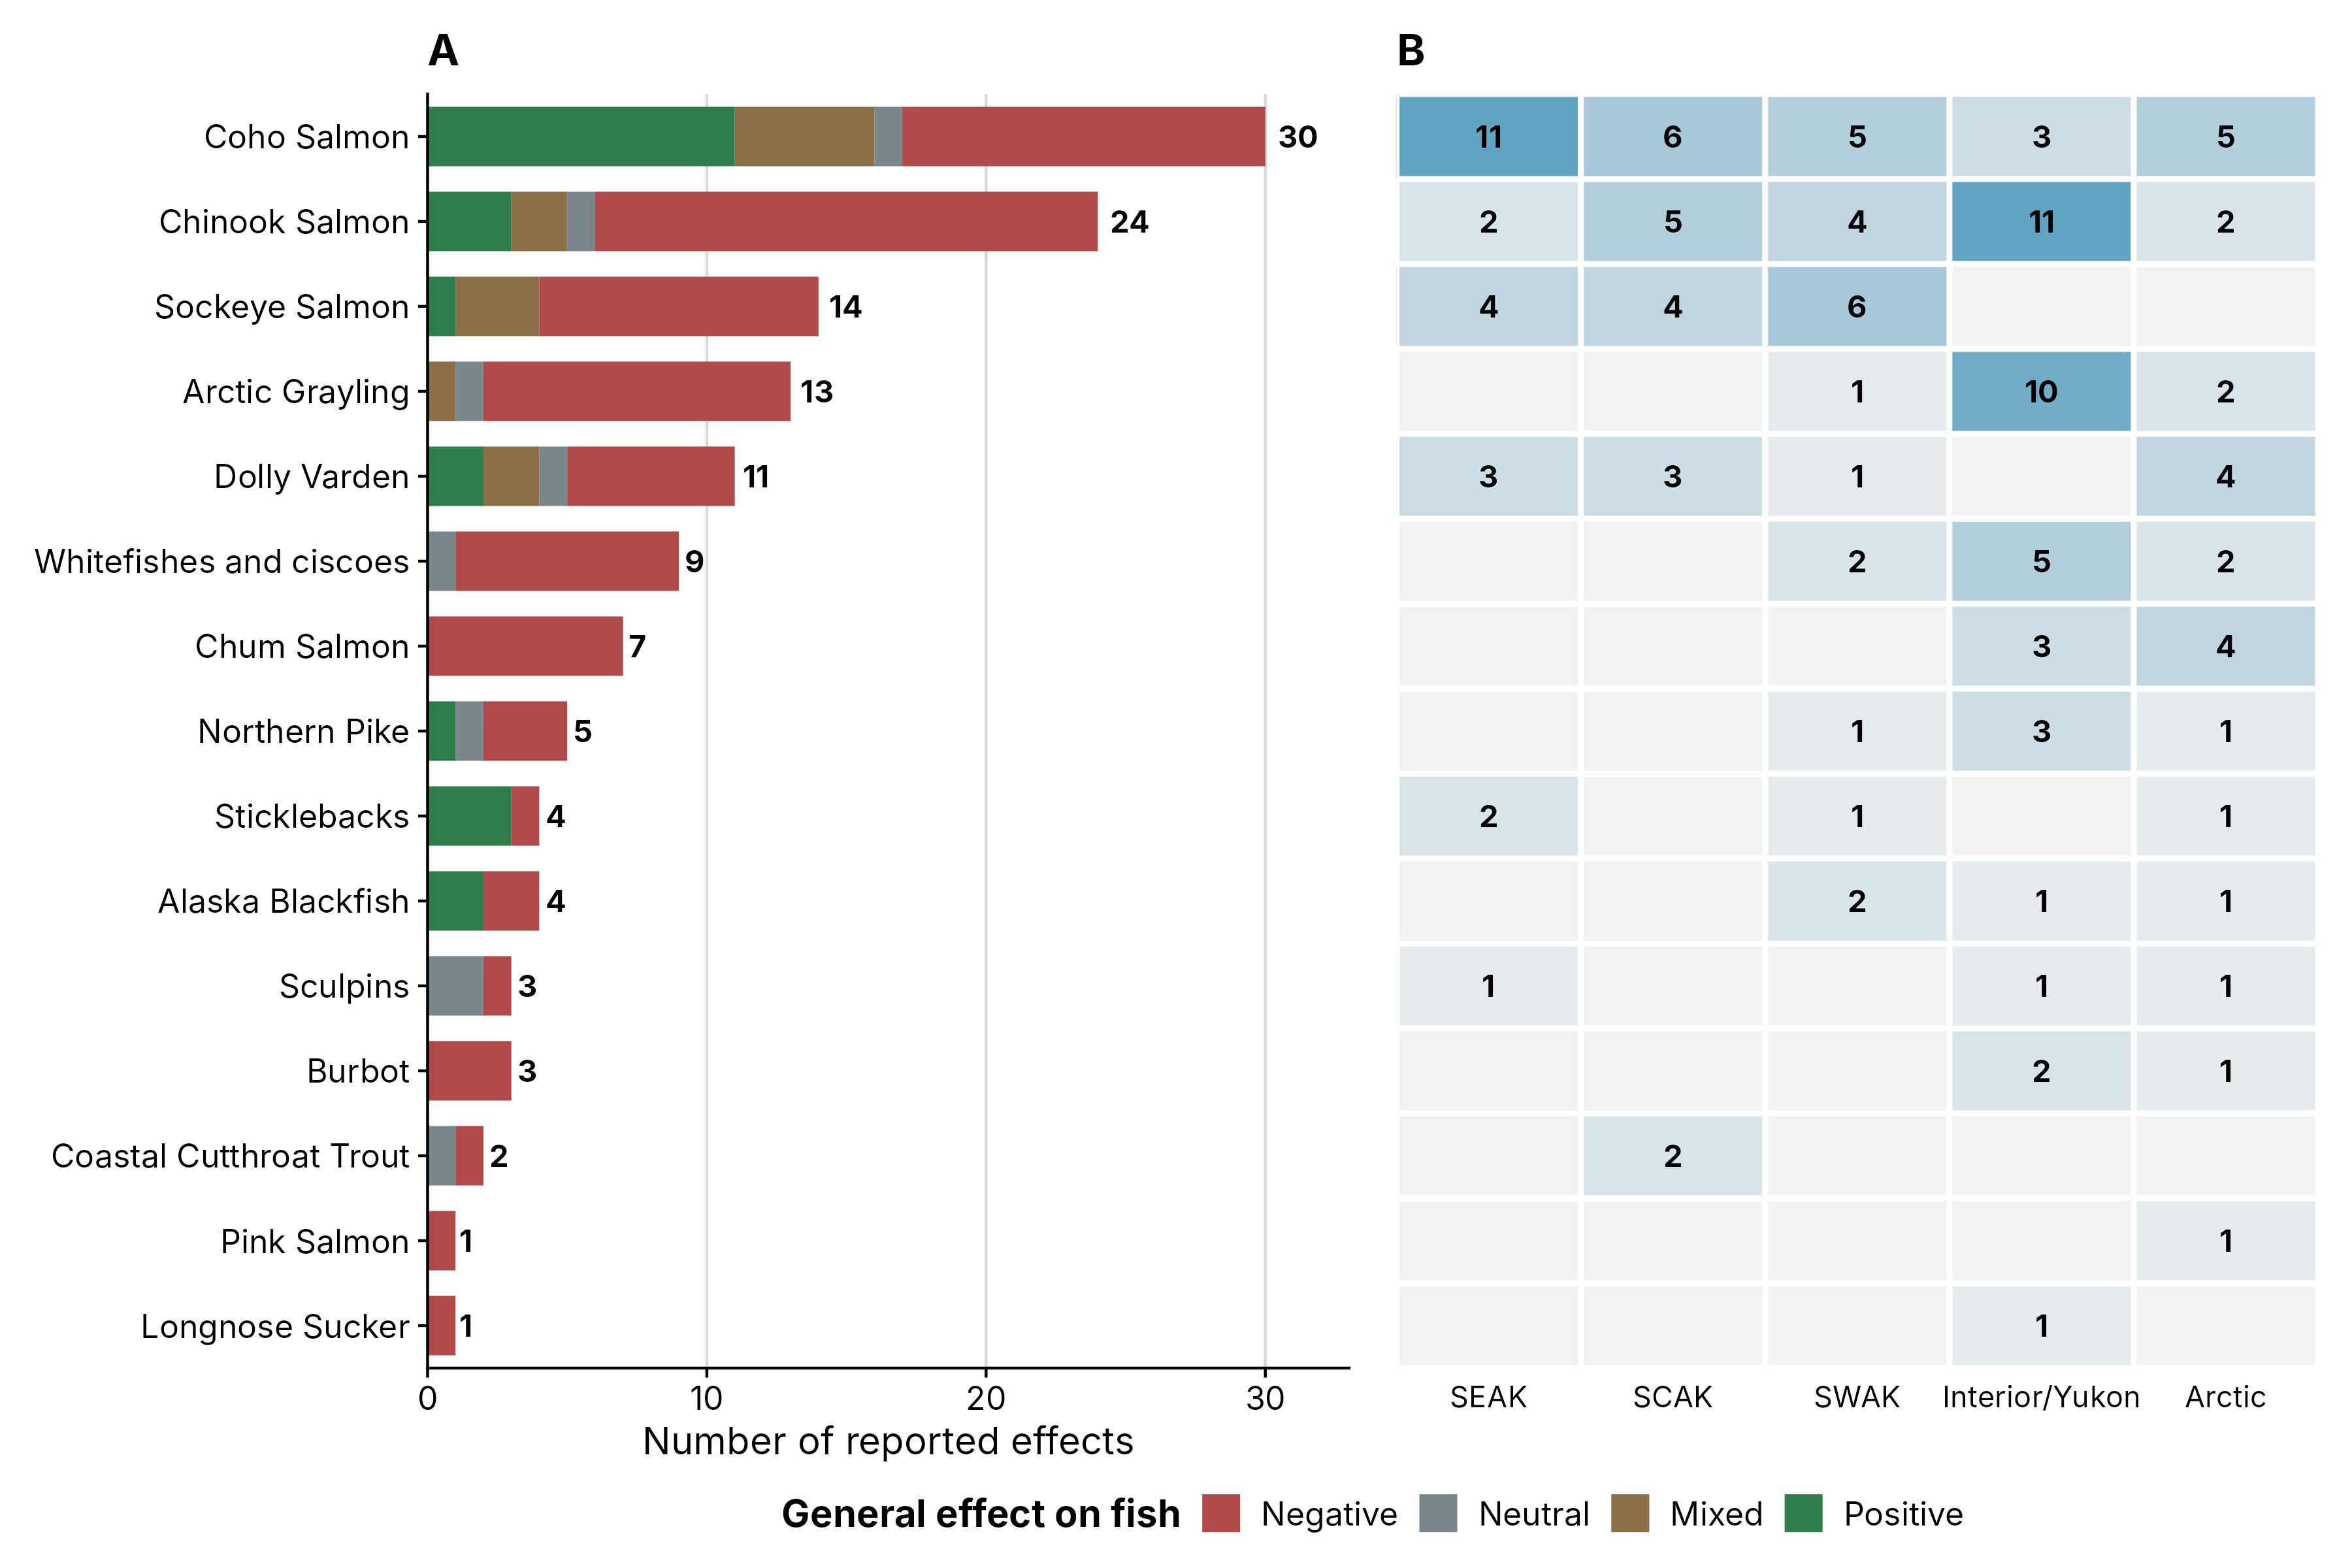 A
B
Coho Salmon 30 11 6 5 3 5
Chinook Salmon 24 2 5 4 11 2
Sockeye Salmon 14 4 4 6
Arctic Grayling 13 1 10 2
Dolly Varden 11 3 3 1 4
Whitefishes and ciscoes 9 2 5 2
Chum Salmon 7 3 4
Northern Pike 5 1 3 1
Sticklebacks 4 2 1 1
Alaska Blackfish 4 2 1 1
Sculpins 3 1 1 1
Burbot 3 2 1
Coastal Cutthroat Trout 2 2
Pink Salmon 1 1
Longnose Sucker 1 1
0 10 20 30 SEAK SCAK SWAK Interior/Yukon Arctic
Number of reported effects
General effect on fish Negative Neutral Mixed Positive